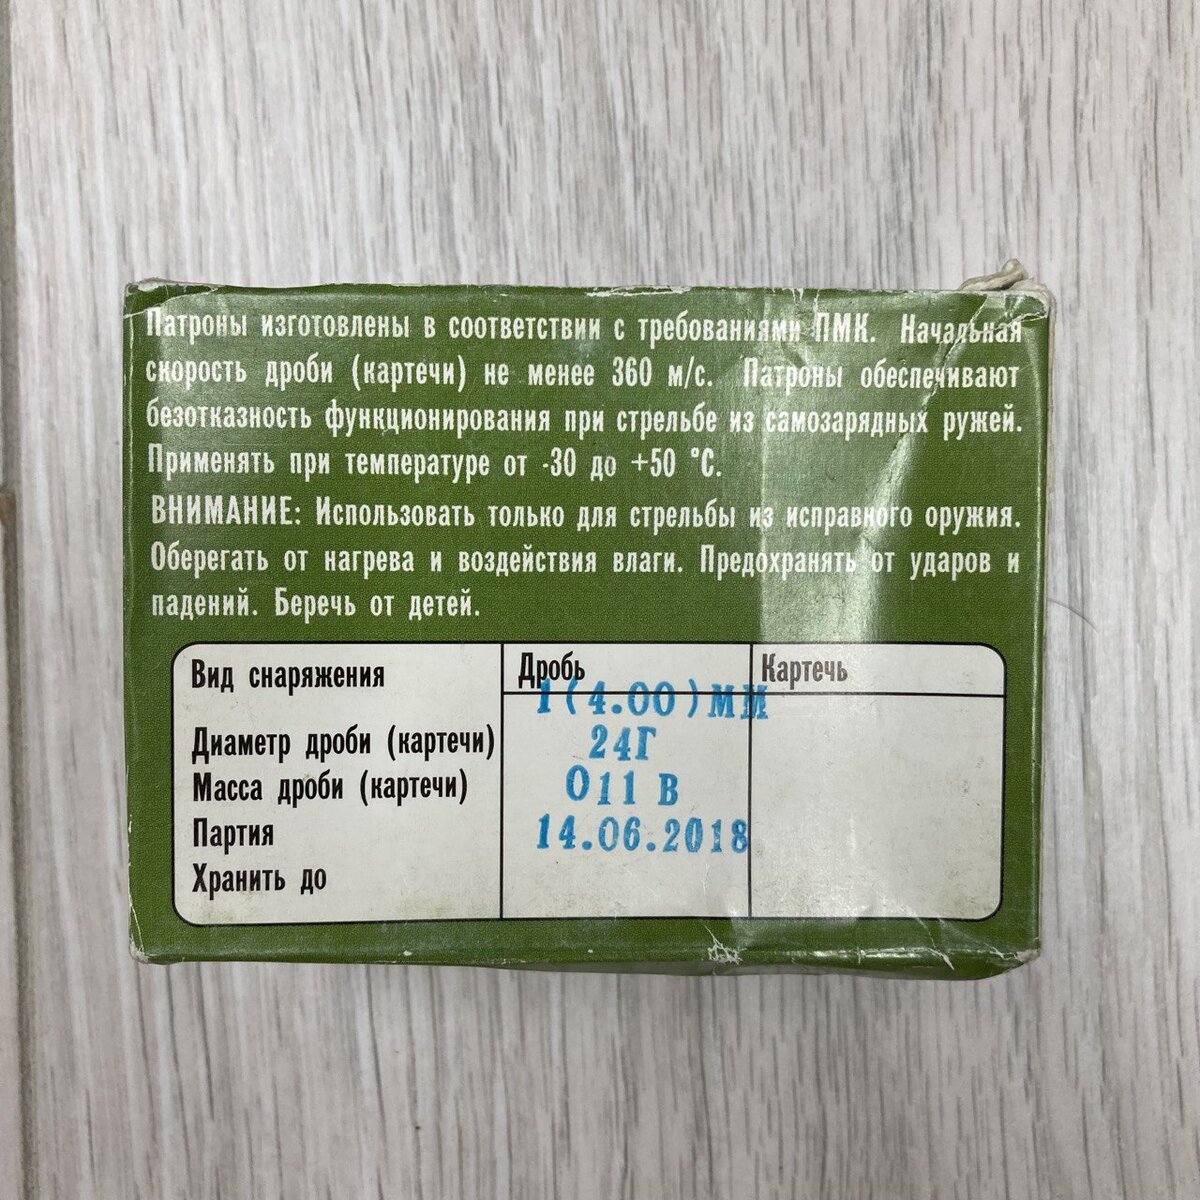 Патроны изготовлены в соответствии с требованиями ПМК. Начальная
скорость дроби (картечи) не менее 360 м/с. Патроны обеспечивают
безотказность функционирования при стрельбе из самозарядных ружей.
Применять при температуре от -30 до +50 °С.
ВНИМАНИЕ: Использовать только для стрельбы из исправного оружия.
Оберегать от нагрева и воздействия влаги. Предохранять от ударов и
падений. Беречь от детей.
Вид снаряжения Дробь Картечь
1(4.00)мм
Диаметр дроби (картечи) 24Г
Масса дроби (картечи) 011 В
Партия 14.06.2018
Хранить до